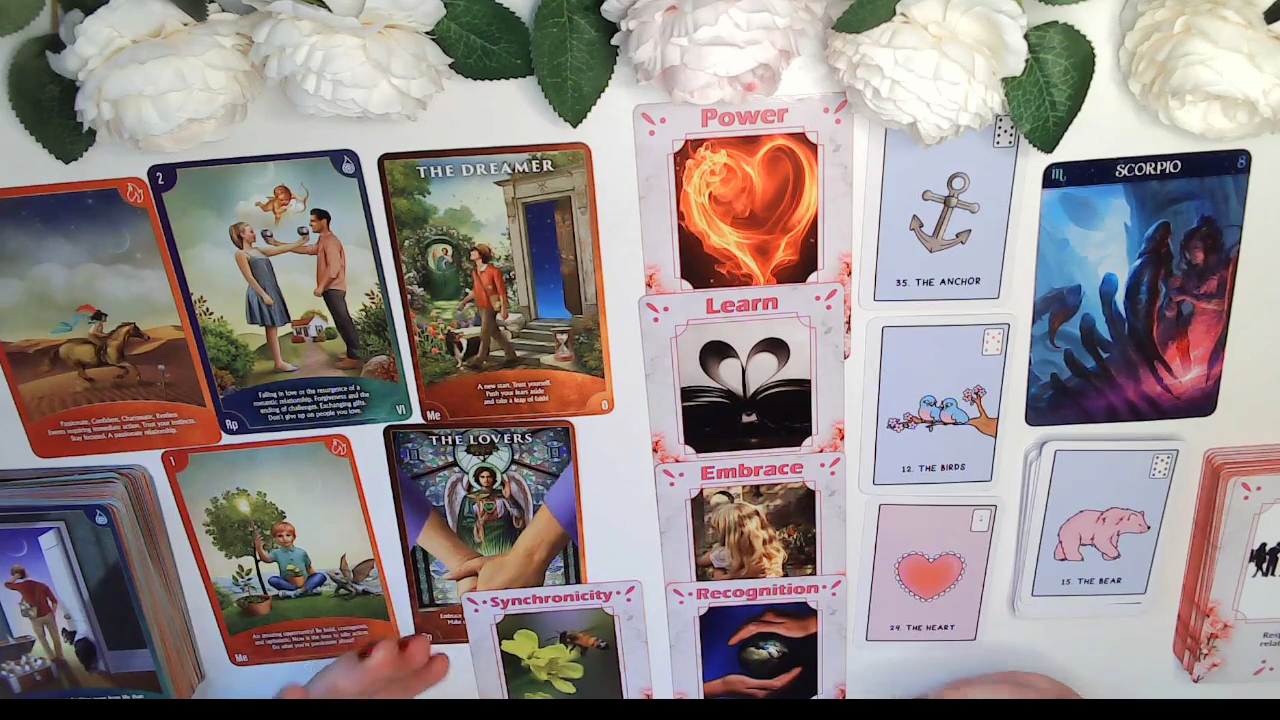 Passionate, Confident, Charismatic, Restless
Events requiring immediate action. Trust your instincts.
Stay focused. A passionate relationship.
2
Falling in love or the resurgence of a
romantic relationship. Forgiveness and the
ending of challenges. Exchanging gifts.
Don't give up on people you love.
Rp
VI
THE DREAMER
A new start. Trust yourself.
Push your fears aside
and take a leap of faith!
Me
0
1
An amazing opportunity! Be bold, courageous,
and optimistic. Now is the time to take action.
Do what you're passionate about!
Me
THE LOVERS
Synchronicity
Power
Learn
Embrace
Recognition
35. THE ANCHOR
12. THE BIRDS
24. THE HEART
SCORPIO
8
15. THE BEAR